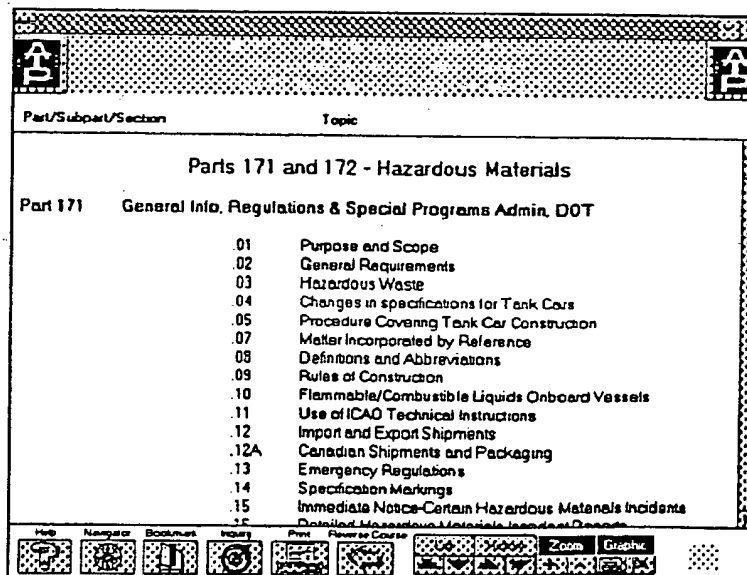 Part/Subpart/Section Topic
Parts 171 and 172 - Hazardous Materials
Part 171 General Info, Regulations & Special Programs Admin, DOT
.01 Purpose and Scope
.02 General Requirements
.03 Hazardous Waste
.04 Changes in specifications for Tank Cars
.05 Procedure Covering Tank Car Construction
.07 Matter Incorporated by Reference
.08 Definitions and Abbreviations
.09 Rules of Construction
.10 Flammable/Combustible Liquids Onboard Vessels
.11 Use of ICAO Technical Instructions
.12 Import and Export Shipments
.12A Canadian Shipments and Packaging
.13 Emergency Regulations
.14 Specification Markings
.15 Immediate Notice-Certain Hazardous Materials Incidents
Detailed Hazardous Materials Incident Reports
Help Navigator Bookmark Inquiry Print Reverse Course Zoom Graphic